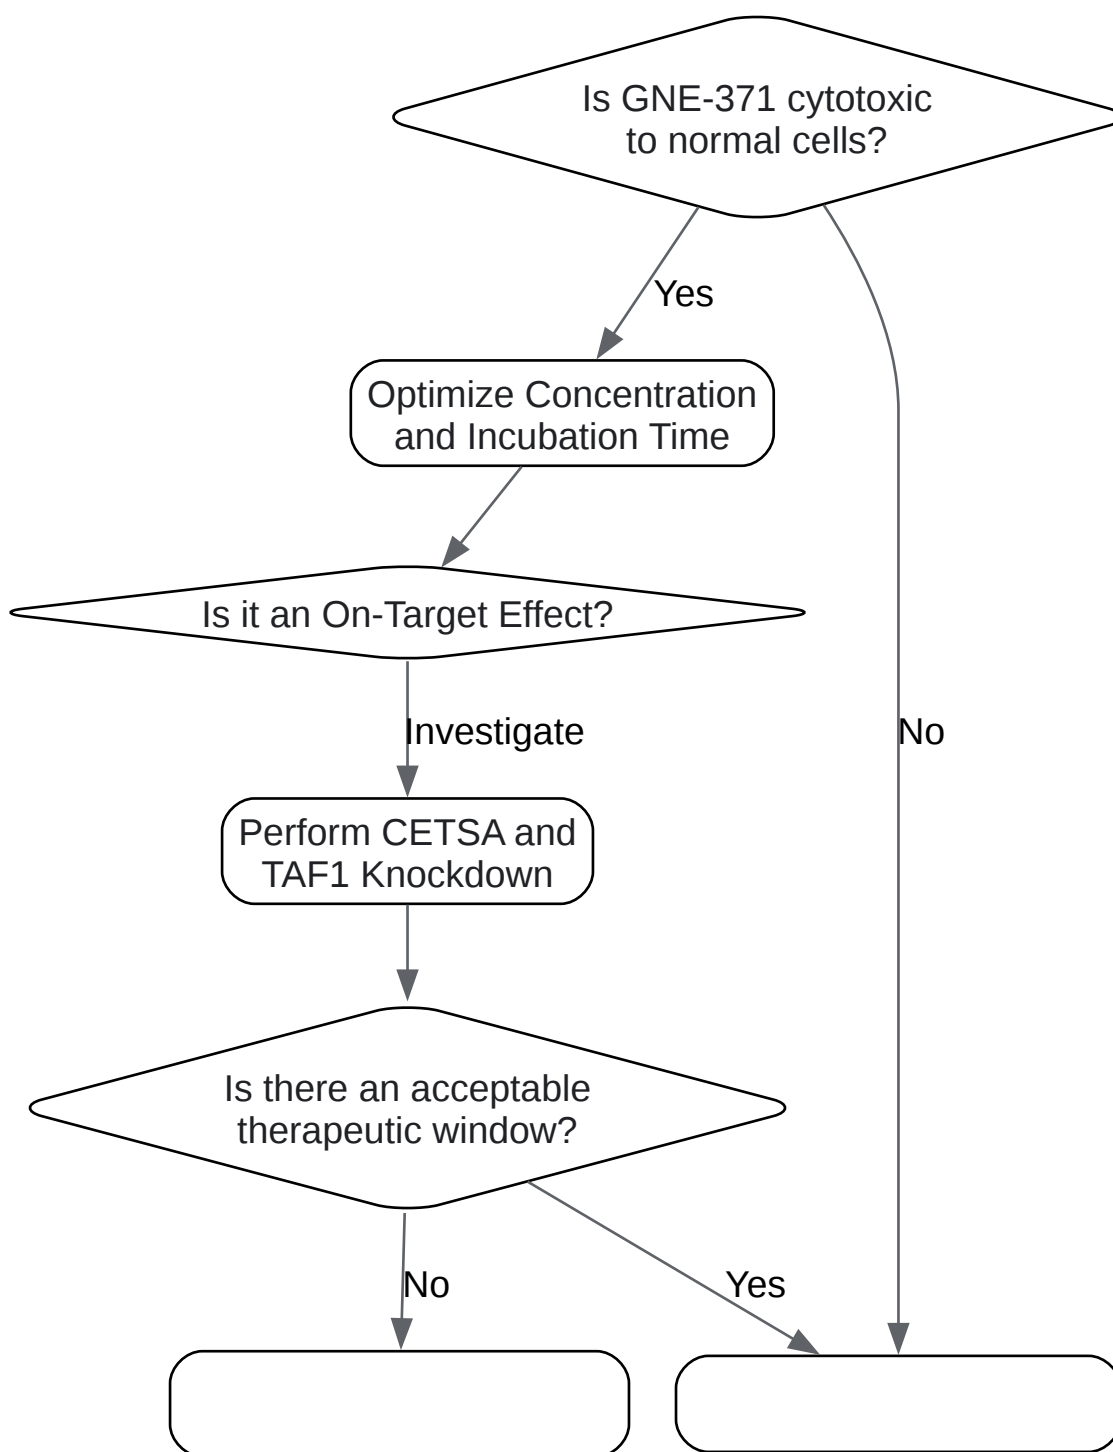 Is GNE-371 cytotoxic
to normal cells?
Yes
Optimize Concentration
and Incubation Time
Is it an On-Target Effect?
Investigate
No
Perform CETSA and
TAF1 Knockdown
Is there an acceptable
therapeutic window?
No
Yes